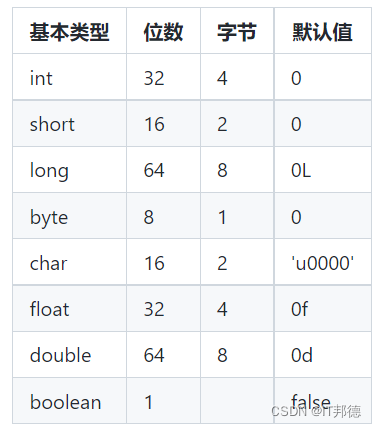 基本类型 位数 字节 默认值
int 32 4 0
short 16 2 0
long 64 8 0L
byte 8 1 0
char 16 2 'u0000'
float 32 4 0f
double 64 8 0d
boolean 1 false
CSDN @IT邦德